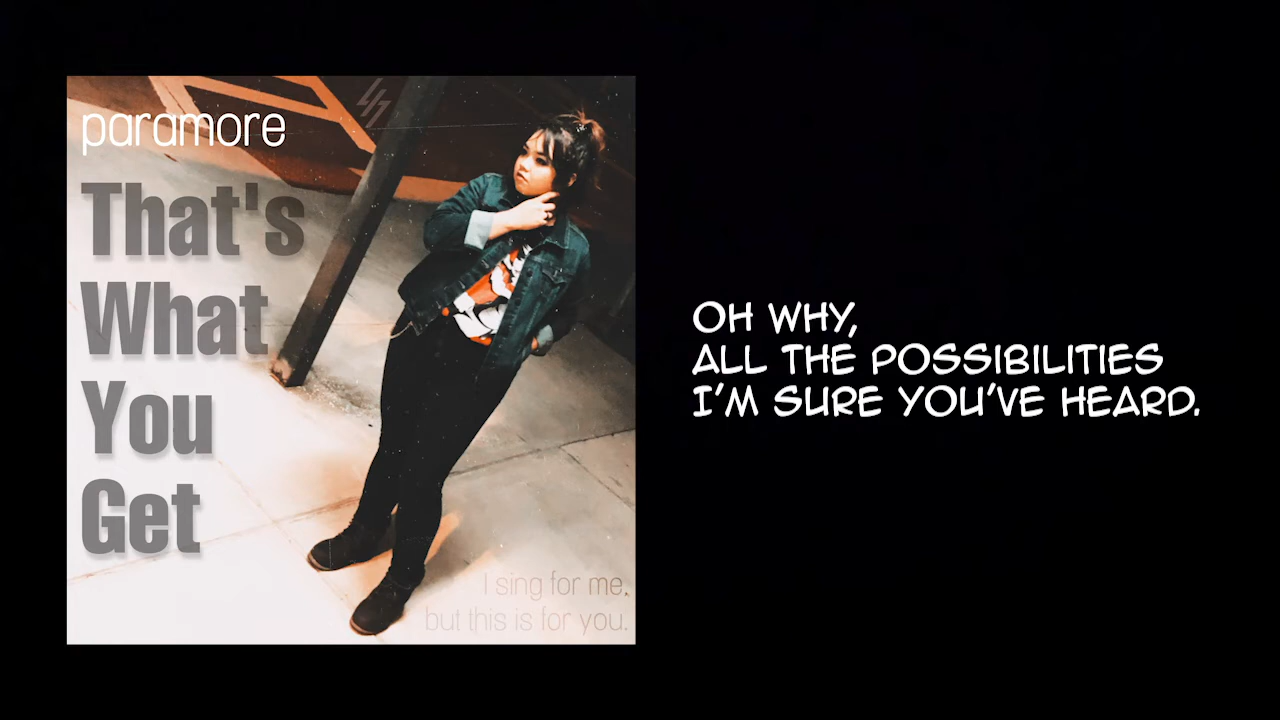 paramore
That's
What
You
Get
I sing for me,
but this is for you.
OH WHY,
ALL THE POSSIBILITIES
I'M SURE YOU'VE HEARD.